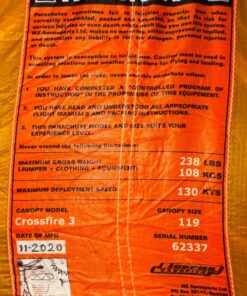 Parachutes sometimes fail to function properly, even when
correctly assembled, packed and operated, so that the risk for
serious injury or even death exists each time you use this system.
NZ Aerosports Ltd. makes no warranty, either expressed or implied,
and disclaims any liability in tort for damage, personal injury
or death.
This system is susceptible to turbulence. Caution must be used in
selecting locations and weather conditions for flying and landing.
In order to lower the risks, never use this parachute unless:
1. YOU HAVE COMPLETED A "CONTROLLED PROGRAM OF
INSTRUCTION" IN THE PROPER USE OF THIS EQUIPMENT.
2. YOU HAVE READ AND UNDERSTOOD ALL APPROPRIATE
FLIGHT MANUALS AND PACKING INSTRUCTIONS.
3. THIS PARACHUTE MODEL AND SIZE SUITS YOUR
EXPERIENCE LEVEL.
Never exceed the following limitations:
MAXIMUM GROSS WEIGHT 238 LBS
(JUMPER + CLOTHING + EQUIPMENT) 108 KGS
MAXIMUM DEPLOYMENT SPEED 130 KTS
CANOPY MODEL CANOPY SIZE
Crossfire 3 119
DATE OF MFG SERIAL NUMBER
11-2020 62337
NZ Aerosports Ltd,